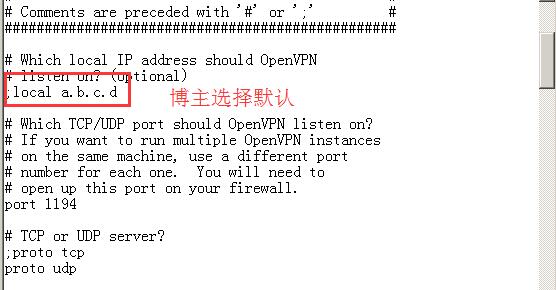 # Comments are preceded with '#' or ';' #
#################################################
# Which local IP address should OpenVPN
# listen on? (optional)
;local a.b.c.d
博主选择默认
# Which TCP/UDP port should OpenVPN listen on?
# If you want to run multiple OpenVPN instances
# on the same machine, use a different port
# number for each one.  You will need to
# open up this port on your firewall.
port 1194
# TCP or UDP server?
;proto tcp
proto udp